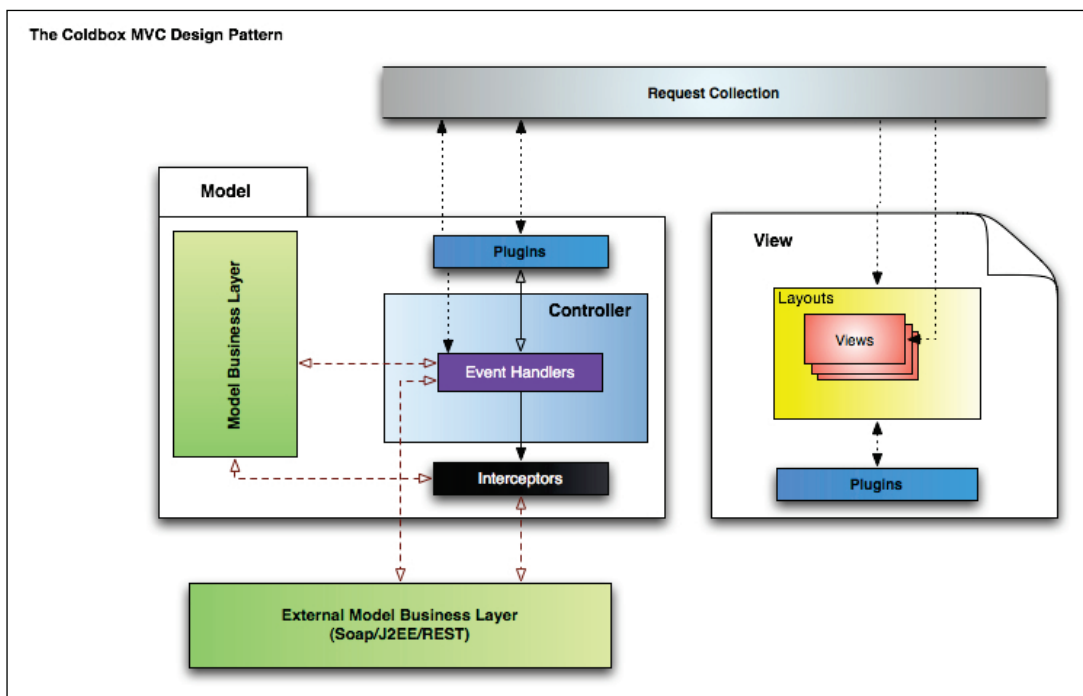 The Coldbox MVC Design Pattern
Request Collection
Model
Plugins
Model Business Layer
Controller
Event Handlers
Interceptors
View
Layouts
Views
Plugins
External Model Business Layer
(Soap/J2EE/REST)